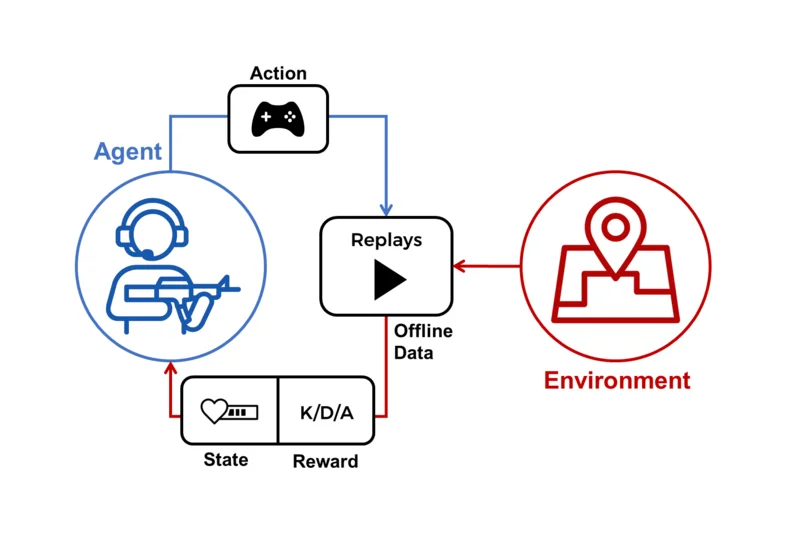 Action
Agent
Replays
Offline
Data
Environment
K/D/A
State
Reward